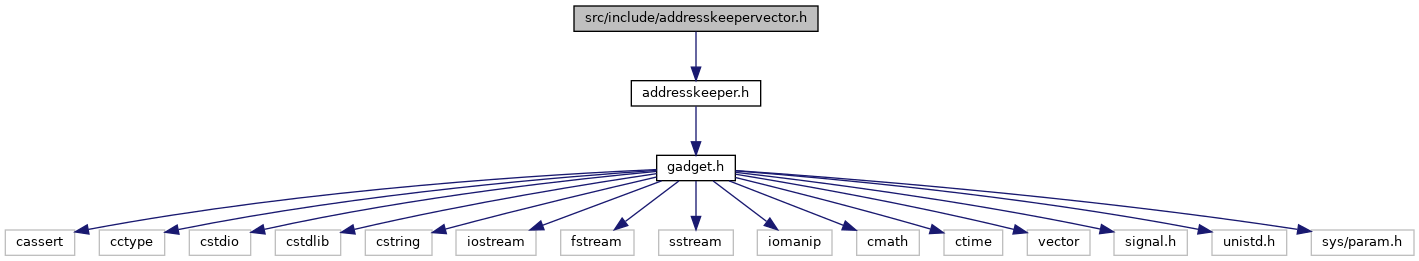 src/include/addresskeepervector.h
addresskeeper.h
gadget.h
cassert
cctype
cstdio
cstdlib
cstring
iostream
fstream
sstream
iomanip
cmath
ctime
vector
signal.h
unistd.h
sys/param.h